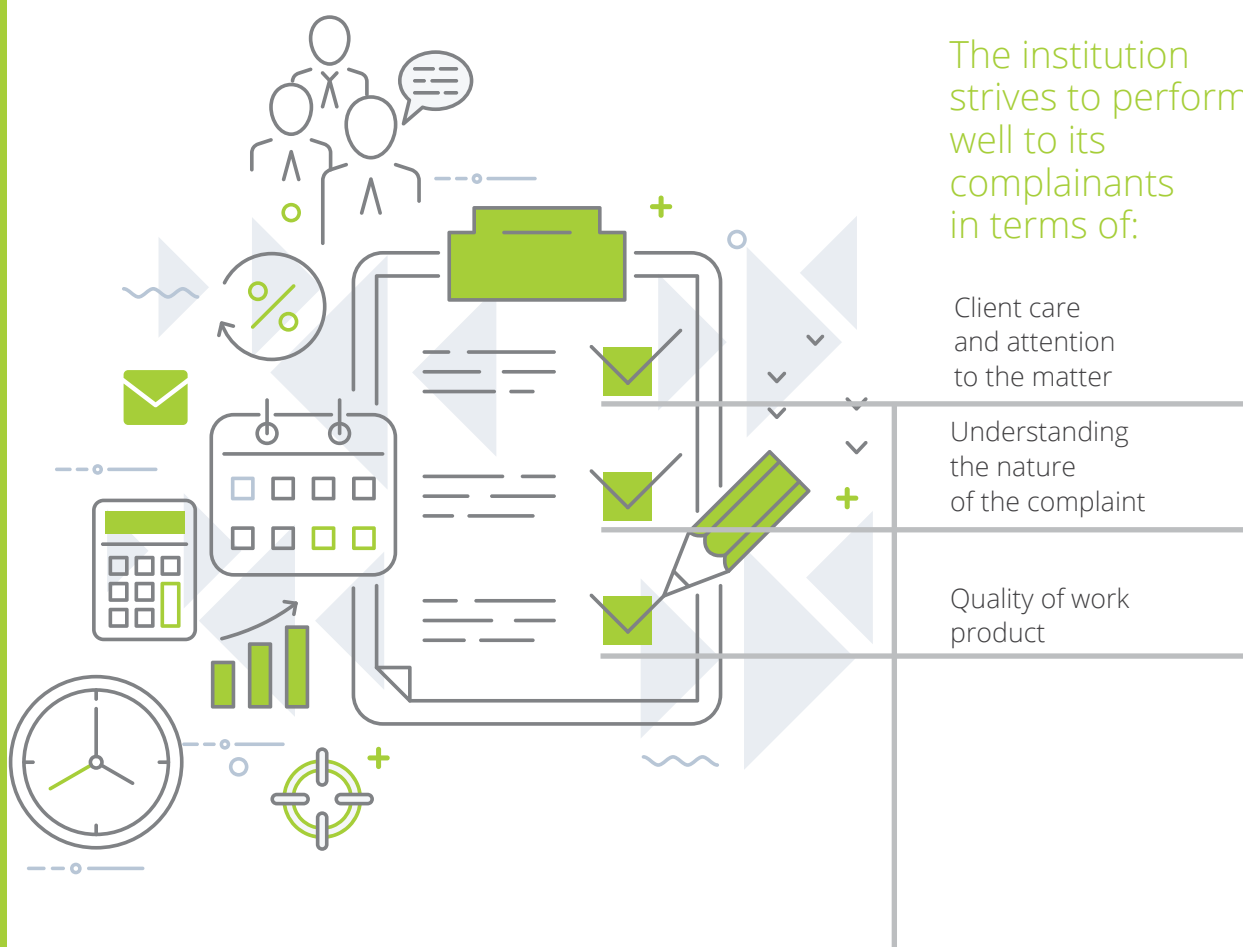 The institution
strives to perform
well to its
complainants
in terms of:
Client care
and attention
to the matter
Understanding
the nature
of the complaint
Quality of work
product
%